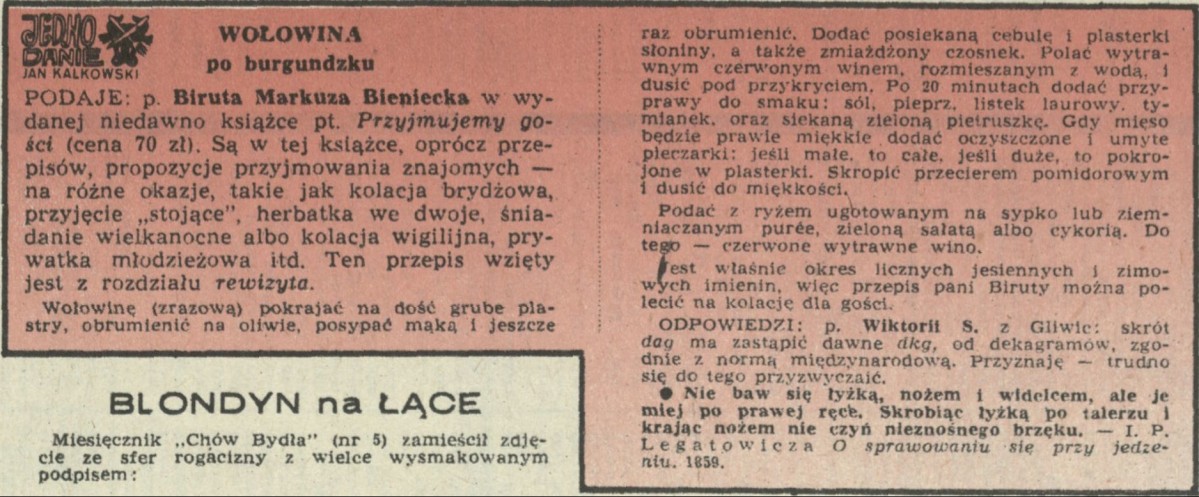 JEDNO
DANIE
JAN KALKOWSKI
WOŁOWINA
po burgundzku
PODAJE: p. Biruta Markuza Bieniecka w wy-
danej niedawno książce pt. Przyjmujemy go-
ści (cena 70 zł). Są w tej książce, oprócz prze-
pisów, propozycje przyjmowania znajomych —
na różne okazje, takie jak kolacja brydżowa,
przyjęcie „stojące”, herbatka we dwoje, śnia-
danie wielkanocne albo kolacja wigilijna, pry-
watka młodzieżowa itd. Ten przepis wzięty
jest z rozdziału rewizyta.
Wołowinę (zrazową) pokrajać na dość grube pla-
stry, obrumienić na oliwie, posypać mąką i jeszcze
raz obrumienić. Dodać posiekaną cebulę i plasterki
słoniny, a także zmiażdżony czosnek. Polać wytra-
wnym czerwonym winem, rozmieszanym z wodą, i
dusić pod przykryciem. Po 20 minutach dodać przy-
prawy do smaku: sól, pieprz, listek laurowy, ty-
mianek, oraz siekaną zieloną pietruszkę. Gdy mięso
będzie prawie miękkie dodać oczyszczone i umyte
pieczarki: jeśli małe, to całe, jeśli duże, to pokro-
jone w plasterki. Skropić przecierem pomidorowym
i dusić do miękkości.
Podać z ryżem ugotowanym na sypko lub ziem-
niaczanym purée, zieloną sałatą albo cykorią. Do
tego — czerwone wytrawne wino.
Jest właśnie okres licznych jesiennych i zimo-
wych imienin, więc przepis pani Biruty można po-
lecić na kolację dla gości.
ODPOWIEDZI: p. Wiktorii S. z Gliwic: skrót
dag ma zastąpić dawne dkg, od dekagramów, zgo-
dnie z normą międzynarodową. Przyznaję — trudno
się do tego przyzwyczaić.
● Nie baw się łyżką, nożem i widelcem, ale je
miej po prawej ręce. Skrobiąc łyżką po talerzu i
krając nożem nie czyń nieznośnego brzęku. — I. P.
Legatowicza O sprawowaniu się przy jedze-
niu. 1859.
BLONDYN na ŁĄCE
Miesięcznik „Chów Bydła” (nr 5) zamieścił zdję-
cie ze sfer rogacizny z wielce wysmakowanym
podpisem: